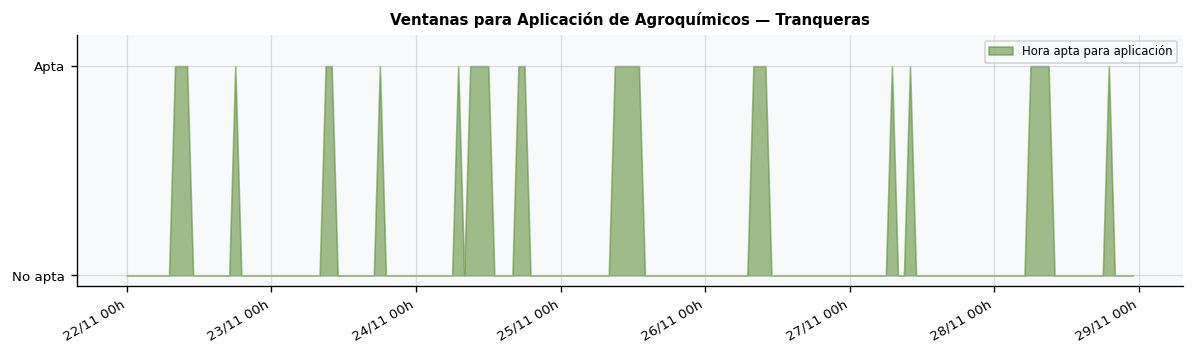 Ventanas para Aplicación de Agroquímicos — Tranqueras
Hora apta para aplicación
Apta
No apta
22/11 00h
23/11 00h
24/11 00h
25/11 00h
26/11 00h
27/11 00h
28/11 00h
29/11 00h